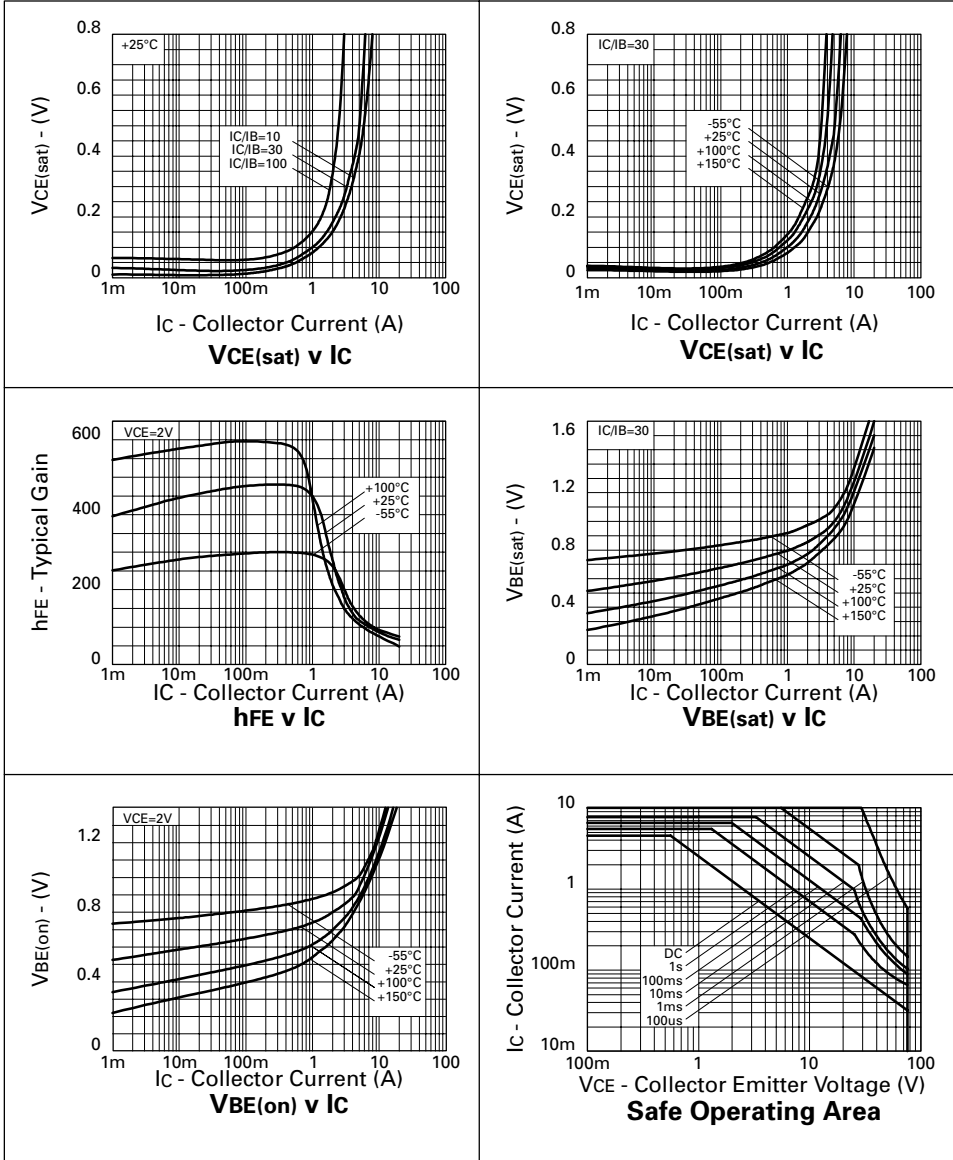 0.8
+25°C
0.6
VCE(sat) - (V)
IC/IB=10
0.4
IC/IB=30
IC/IB=100
0.2
0
1m 10m 100m 1 10 100
IC - Collector Current (A)
VCE(sat) v IC
0.8
IC/IB=30
0.6
VCE(sat) - (V)
-55°C
0.4
+25°C
+100°C
+150°C
0.2
0
1m 10m 100m 1 10 100
IC - Collector Current (A)
VCE(sat) v IC
600
VCE=2V
hFE - Typical Gain
400
+100°C
+25°C
-55°C
200
0
1m 10m 100m 1 10 100
IC - Collector Current (A)
hFE v IC
1.6
IC/IB=30
1.2
VBE(sat) - (V)
0.8
-55°C
+25°C
0.4
+100°C
+150°C
0
1m 10m 100m 1 10 100
IC - Collector Current (A)
VBE(sat) v IC
1.2
VCE=2V
VBE(on) - (V)
0.8
-55°C
0.4
+25°C
+100°C
+150°C
0
1m 10m 100m 1 10 100
IC - Collector Current (A)
VBE(on) v IC
10
IC - Collector Current (A)
1
DC
1s
100m
100ms
10ms
1ms
100us
10m
100m 1 10 100
VCE - Collector Emitter Voltage (V)
Safe Operating Area